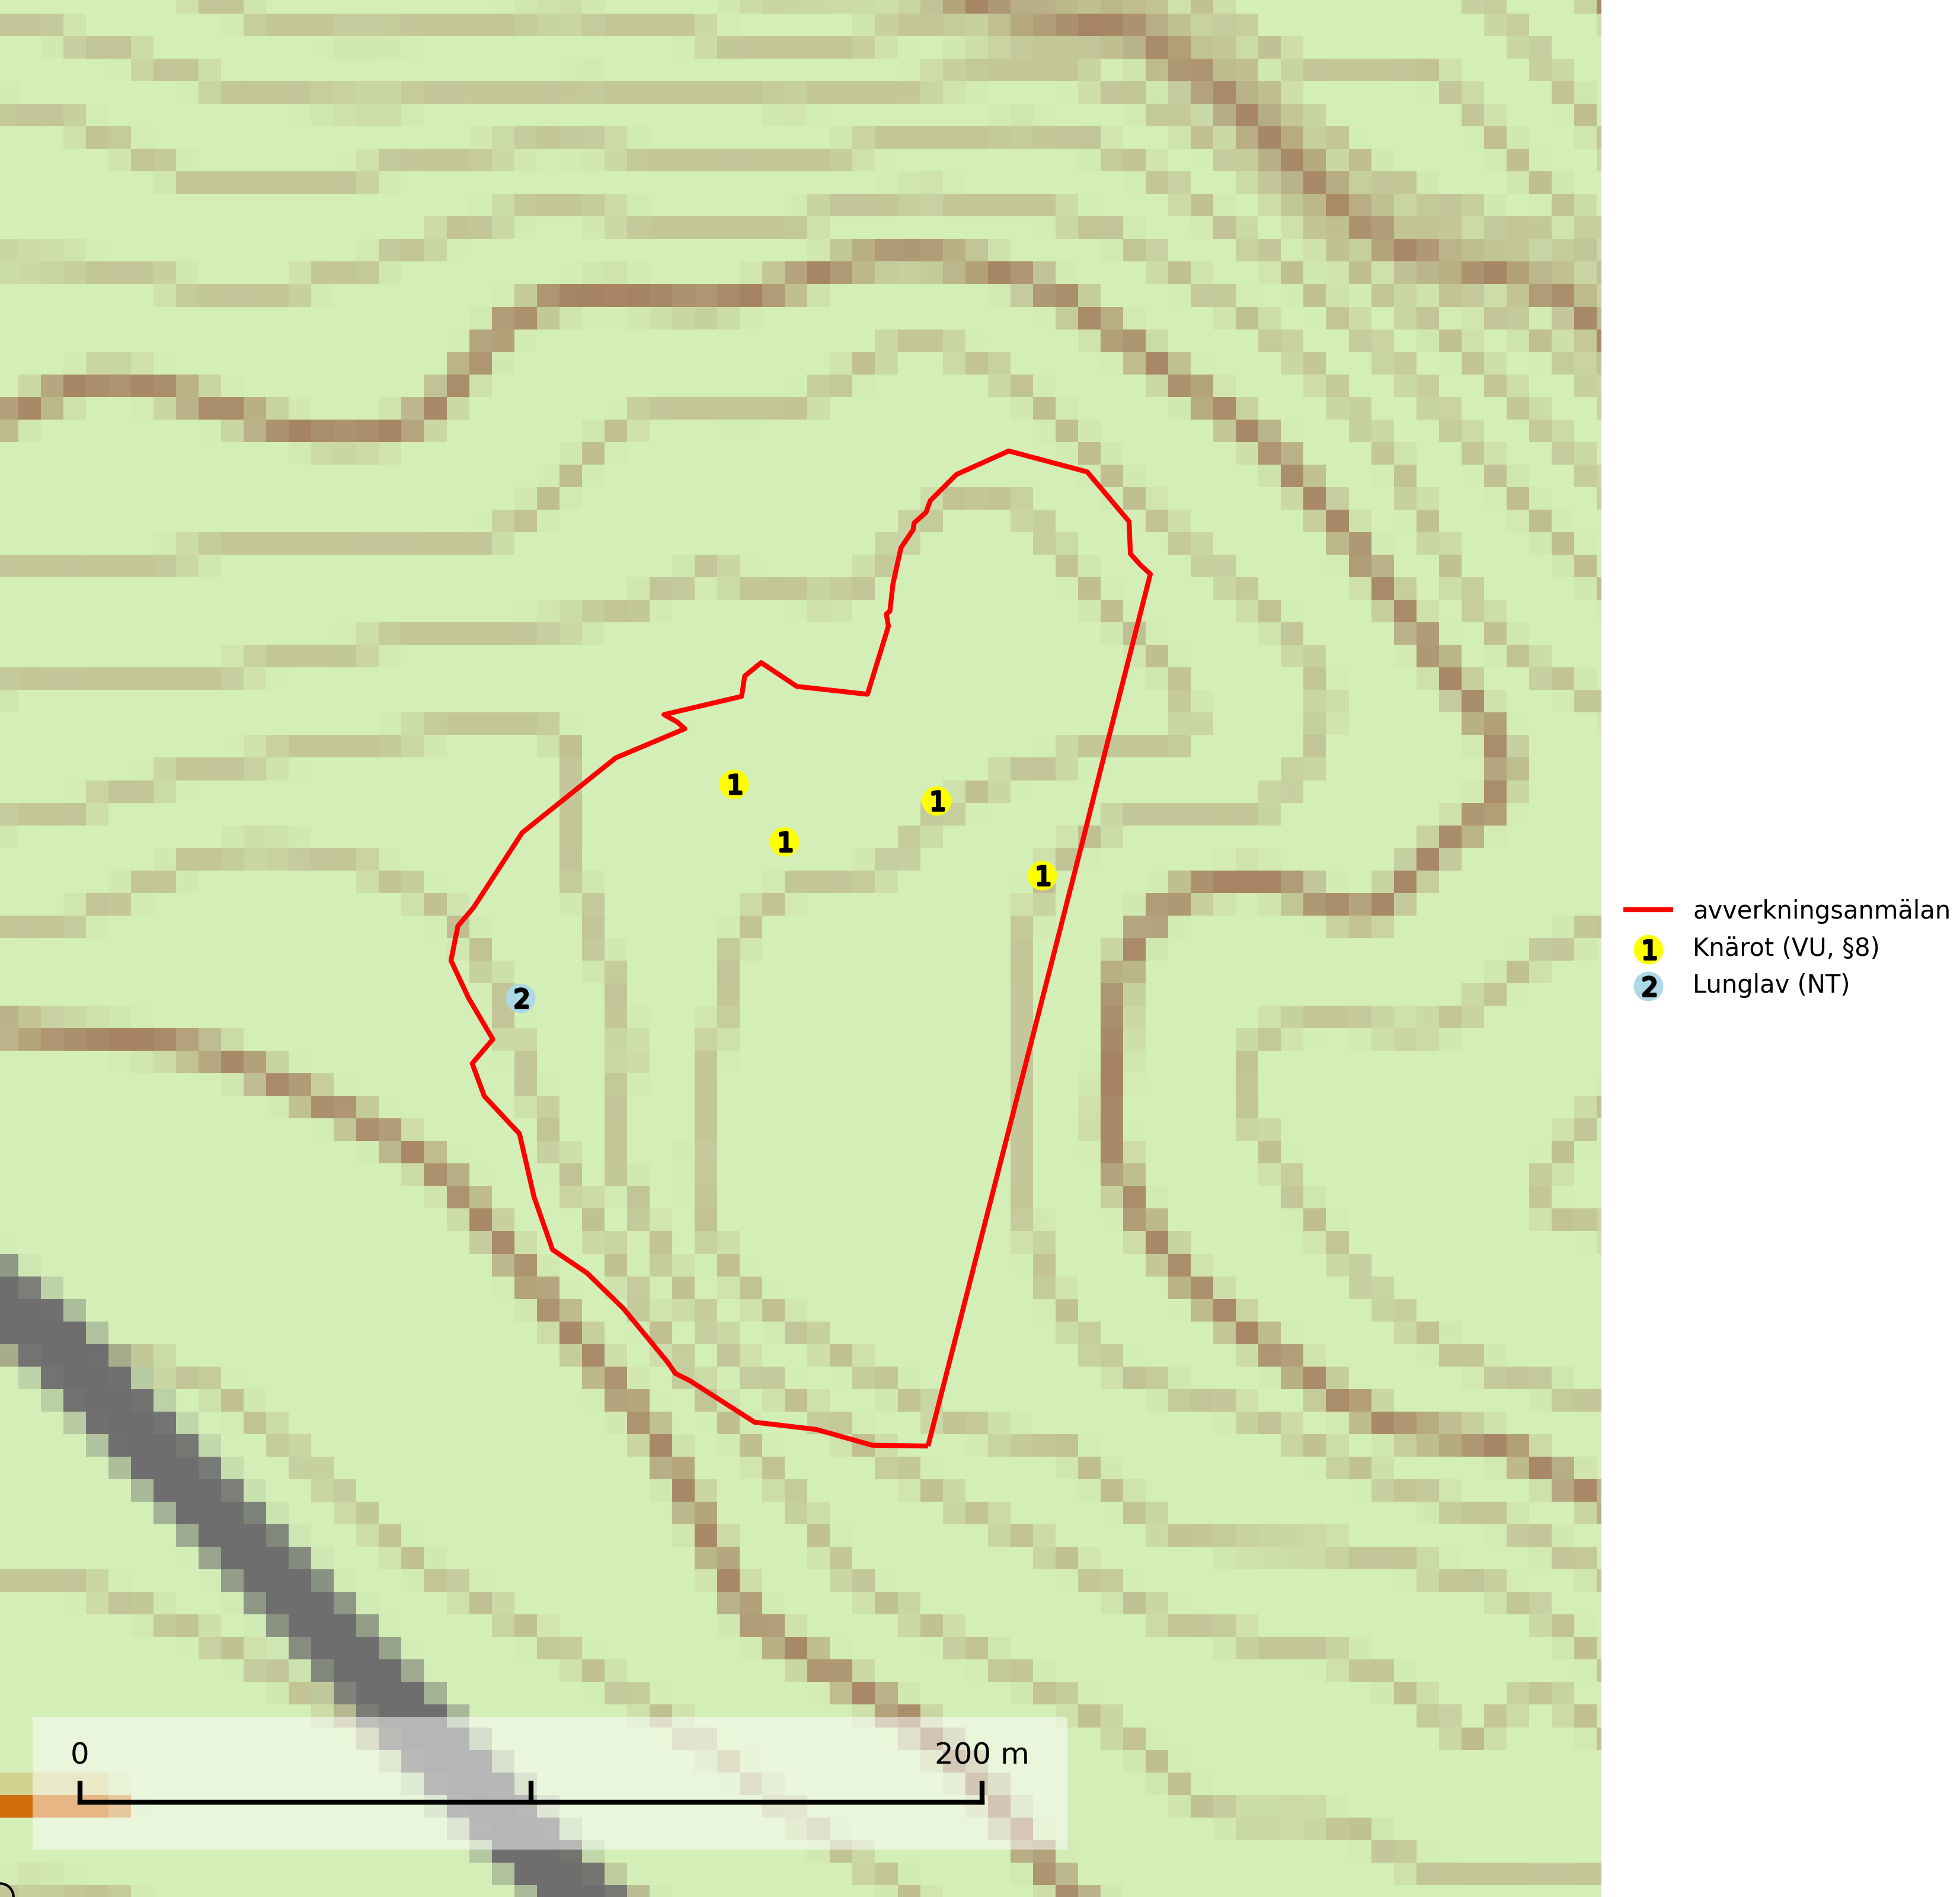 1
1
1
1
2
avverkningsanmälan
1 Knärot (VU, §8)
2 Lunglav (NT)
0 200 m